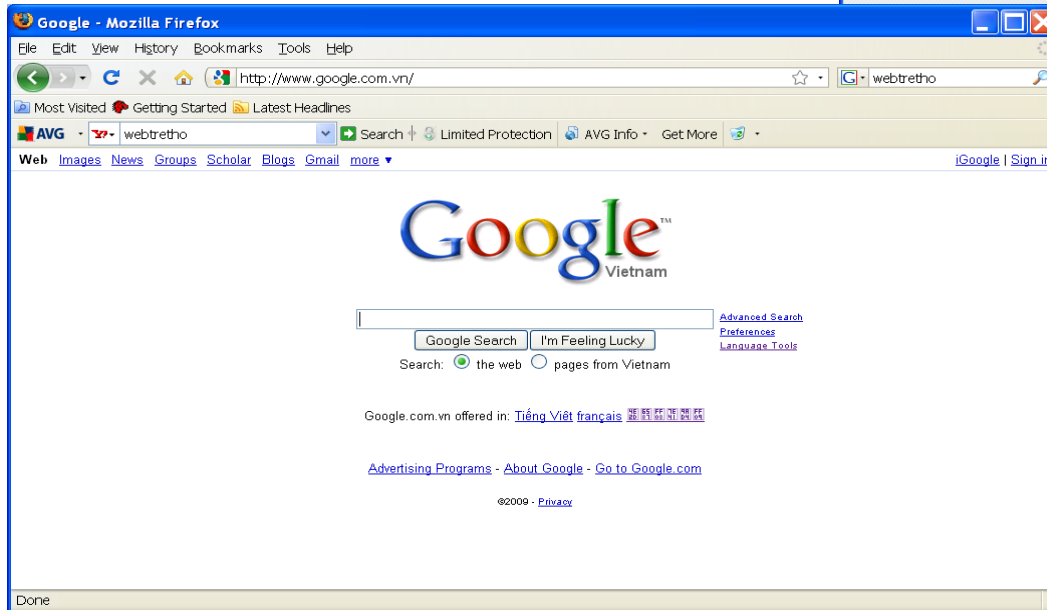 Google - Mozilla Firefox
File Edit View History Bookmarks Tools Help
http://www.google.com.vn/ G webtretho
Most Visited Getting Started Latest Headlines
AVG Y! webtretho Search Limited Protection AVG Info Get More
Web Images News Groups Scholar Blogs Gmail more ▼ iGoogle | Sign in
Google™
Vietnam
Advanced Search
Preferences
Language Tools
Google Search I'm Feeling Lucky
Search: the web pages from Vietnam
Google.com.vn offered in: Tiếng Việt français
Advertising Programs - About Google - Go to Google.com
©2009 - Privacy
Done